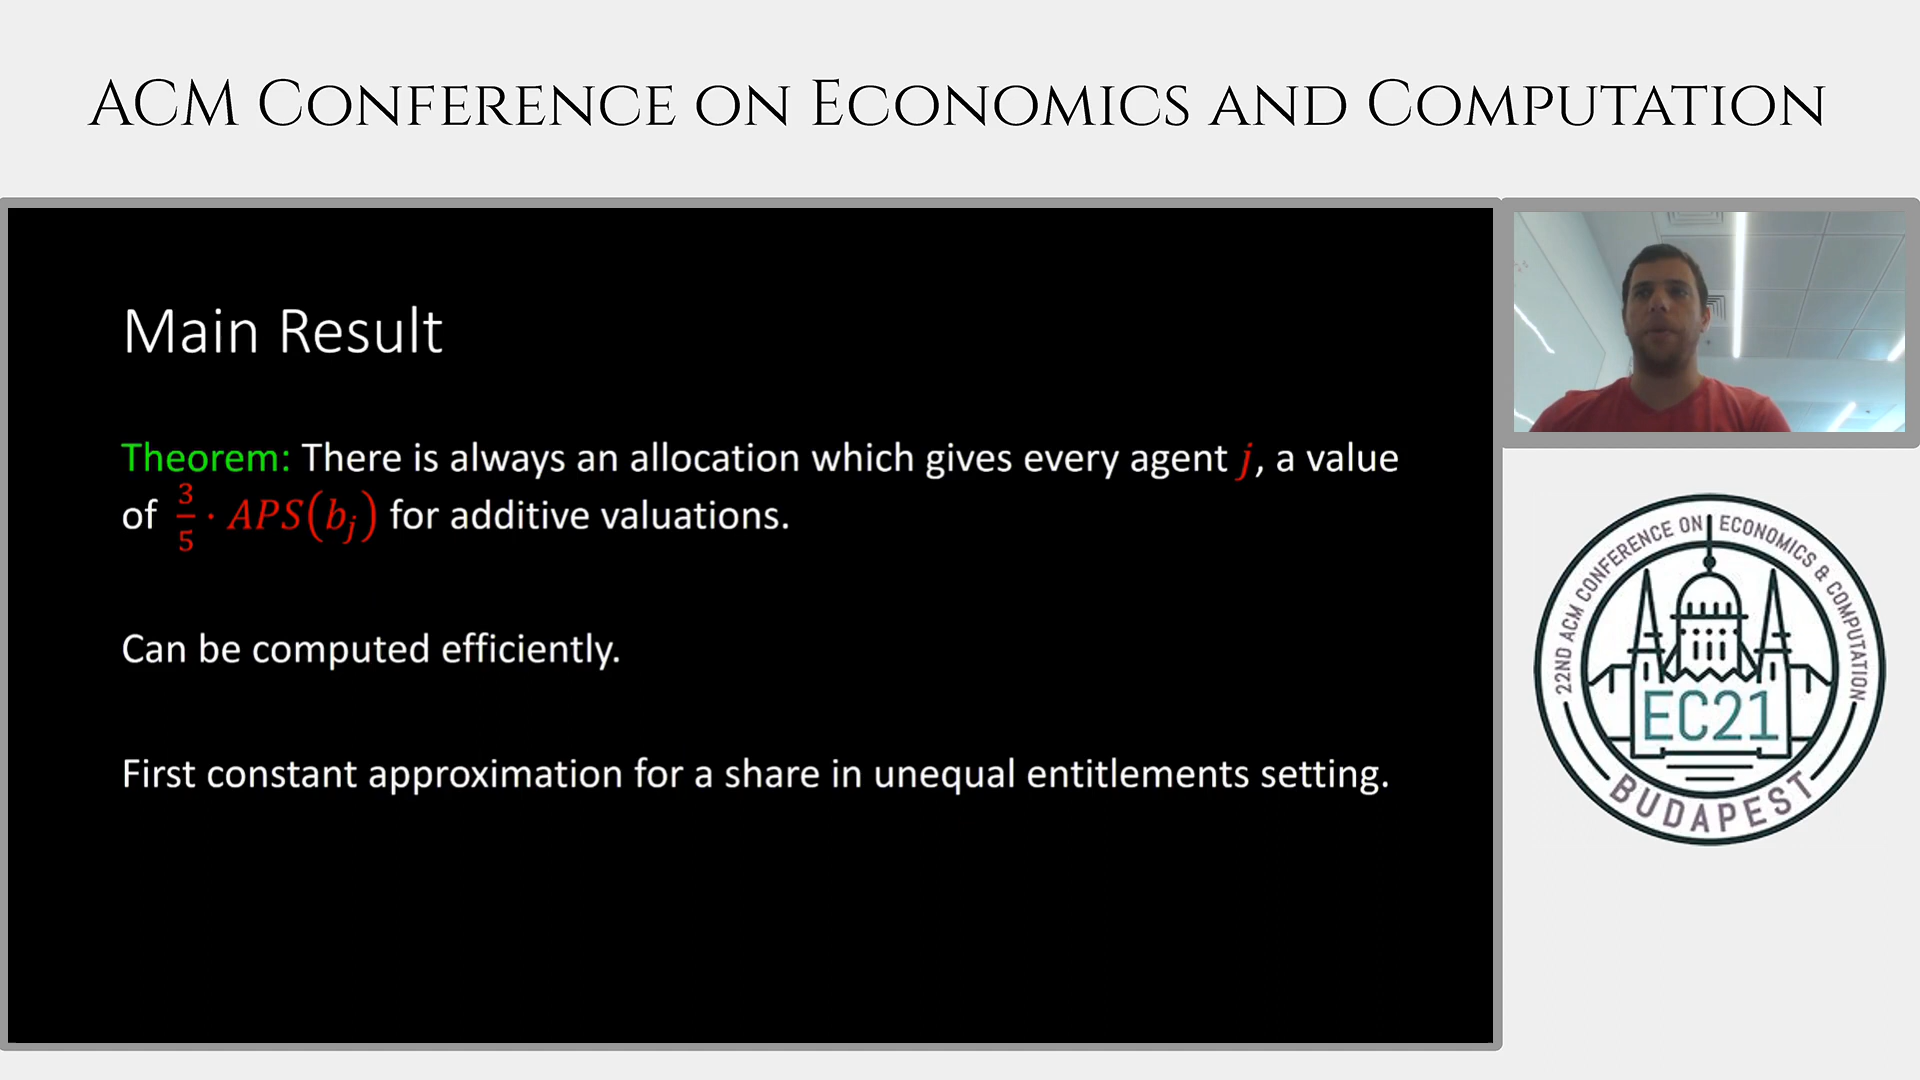 ACM Conference on Economics and Computation
Main Result
Theorem: There is always an allocation which gives every agent j, a value
of 3/5 · APS(b_j) for additive valuations.
Can be computed efficiently.
First constant approximation for a share in unequal entitlements setting.
22ND ACM CONFERENCE ON ECONOMICS & COMPUTATION
EC21
BUDAPEST